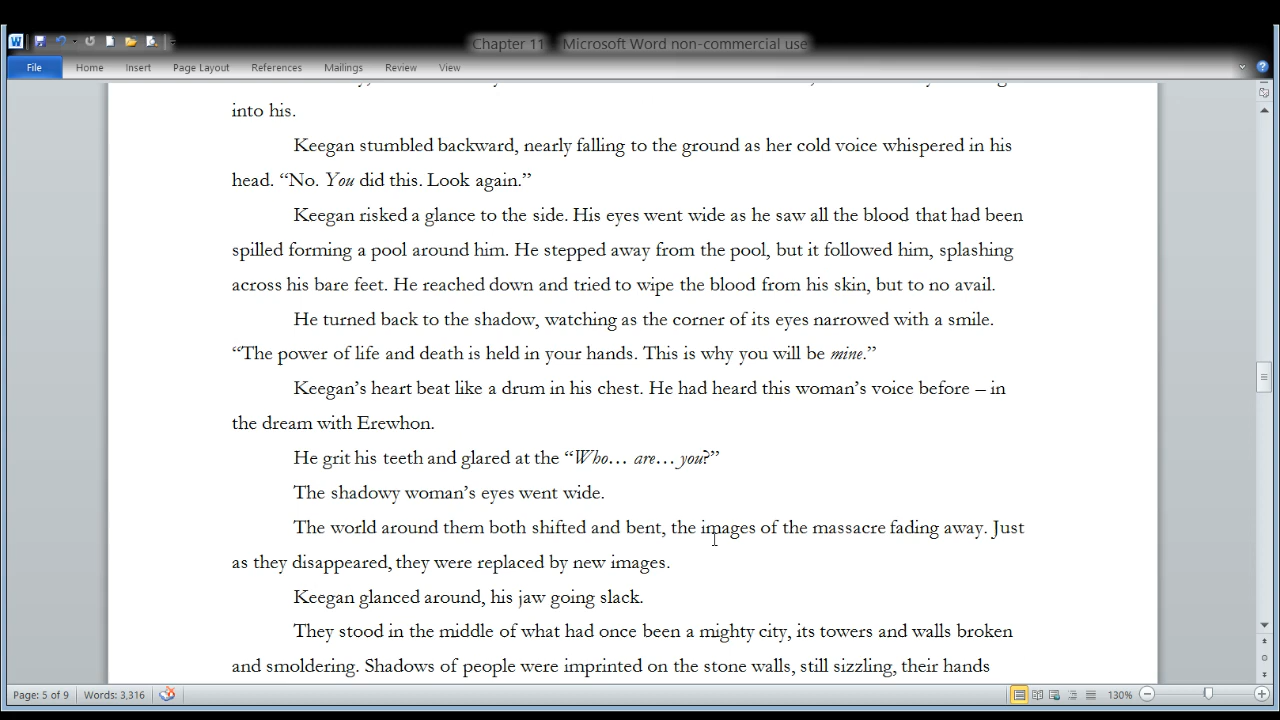 Chapter 11 Microsoft Word non-commercial use
File Home Insert Page Layout References Mailings Review View
into his.
Keegan stumbled backward, nearly falling to the ground as her cold voice whispered in his
head. “No. You did this. Look again.”
Keegan risked a glance to the side. His eyes went wide as he saw all the blood that had been
spilled forming a pool around him. He stepped away from the pool, but it followed him, splashing
across his bare feet. He reached down and tried to wipe the blood from his skin, but to no avail.
He turned back to the shadow, watching as the corner of its eyes narrowed with a smile.
“The power of life and death is held in your hands. This is why you will be mine.”
Keegan’s heart beat like a drum in his chest. He had heard this woman’s voice before – in
the dream with Erewhon.
He grit his teeth and glared at the “Who… are… you?”
The shadowy woman’s eyes went wide.
The world around them both shifted and bent, the images of the massacre fading away. Just
as they disappeared, they were replaced by new images.
Keegan glanced around, his jaw going slack.
They stood in the middle of what had once been a mighty city, its towers and walls broken
and smoldering. Shadows of people were imprinted on the stone walls, still sizzling, their hands
Page: 5 of 9 Words: 3,316 130%